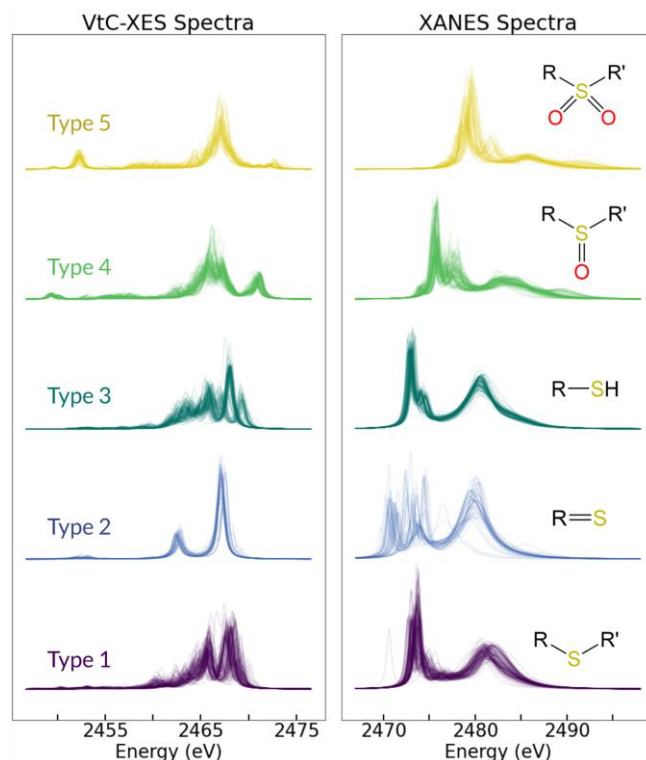 VtC-XES Spectra
XANES Spectra
Type 5
R R'
S
O O
Type 4
R R'
S
O
Type 3
R SH
Type 2
R S
Type 1
R R'
S
2455 2465 2475
Energy (eV)
2470 2480 2490
Energy (eV)